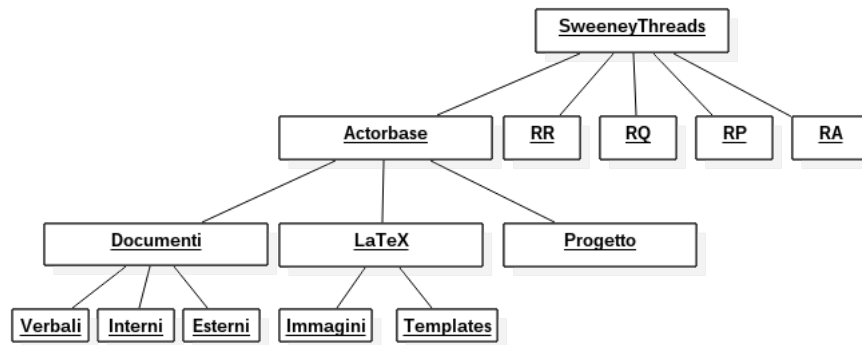 SweeneyThreads
Actorbase
RR
RQ
RP
RA
Documenti
LaTeX
Progetto
Verbali
Interni
Esterni
Immagini
Templates